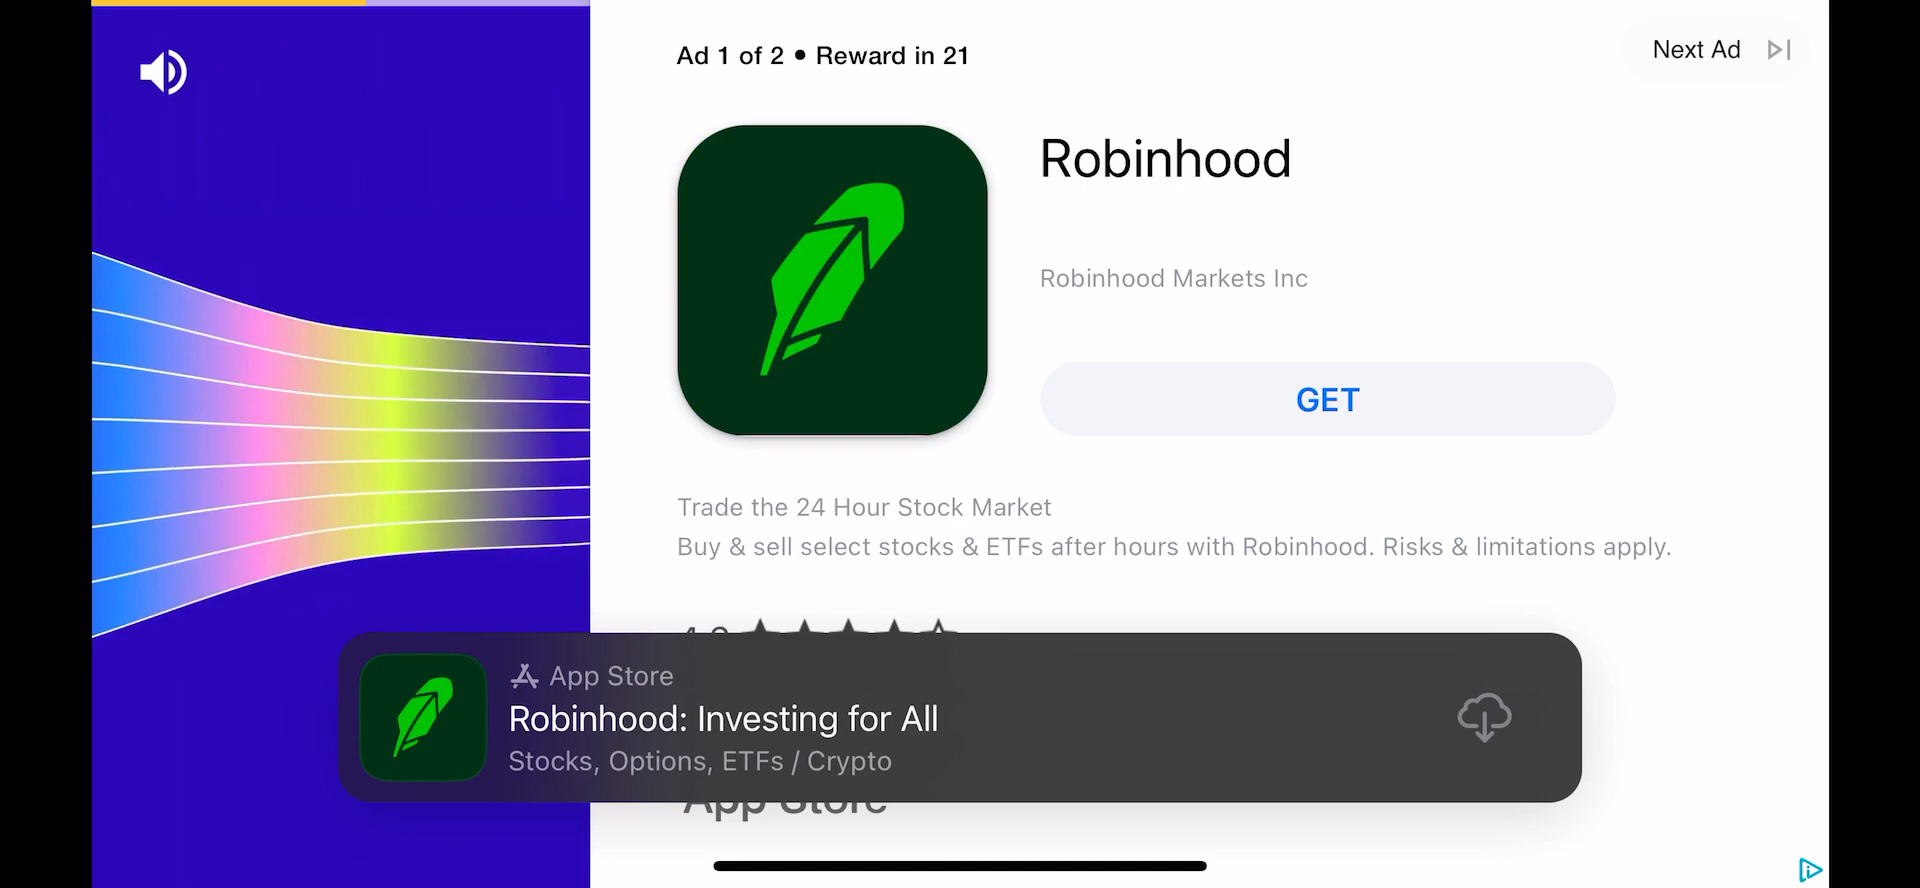 Ad 1 of 2 • Reward in 21
Next Ad
Robinhood
Robinhood Markets Inc
GET
Trade the 24 Hour Stock Market
Buy & sell select stocks & ETFs after hours with Robinhood. Risks & limitations apply.
App Store
Robinhood: Investing for All
Stocks, Options, ETFs / Crypto
App Store